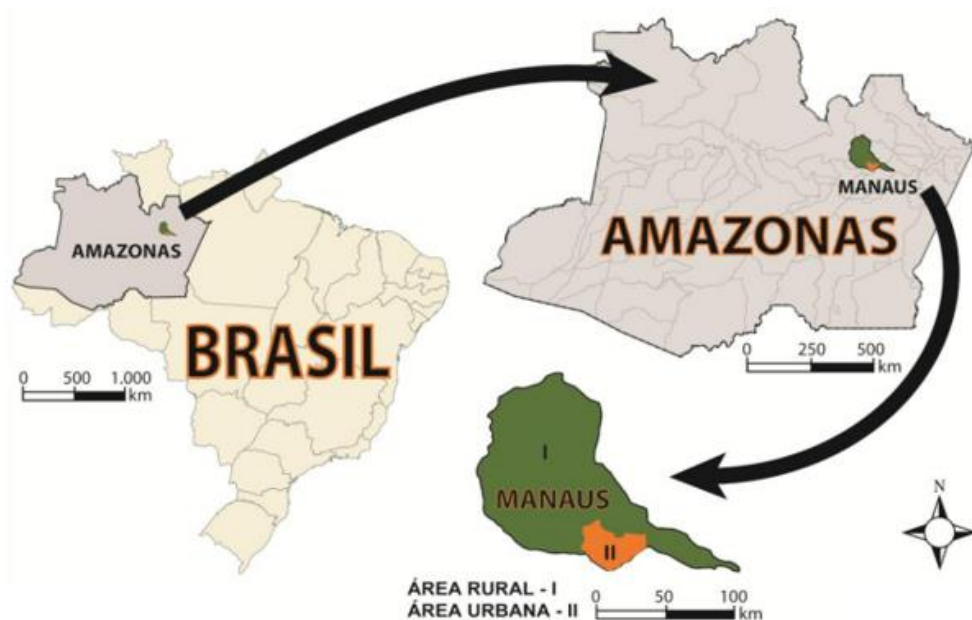 AMAZONAS
BRASIL
0 500 1.000
km
MANAUS
AMAZONAS
0 250 500
km
I
MANAUS
II
N
ÁREA RURAL - I
ÁREA URBANA - II
0 50 100
km